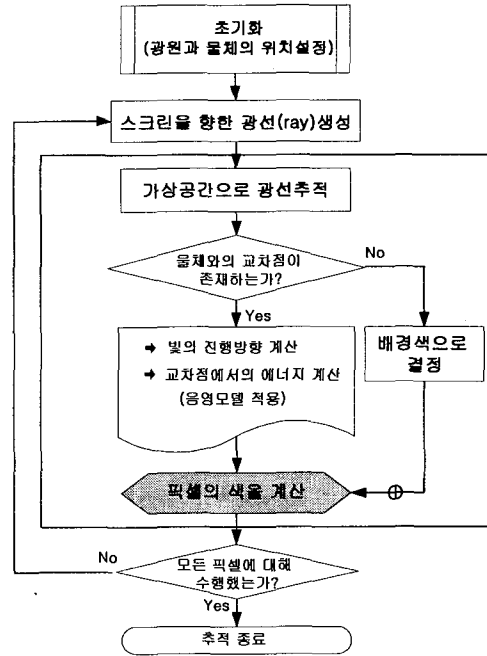 초기화
(광원과 물체의 위치설정)
스크린을 향한 광선(ray)생성
가상공간으로 광선추적
물체와의 교차점이
존재하는가?
No
Yes
➔ 빛의 진행방향 계산
➔ 교차점에서의 에너지 계산
(음영모델 적용)
배경색으로
결정
픽셀의 색을 계산
No
모든 픽셀에 대해
수행했는가?
Yes
추적 종료